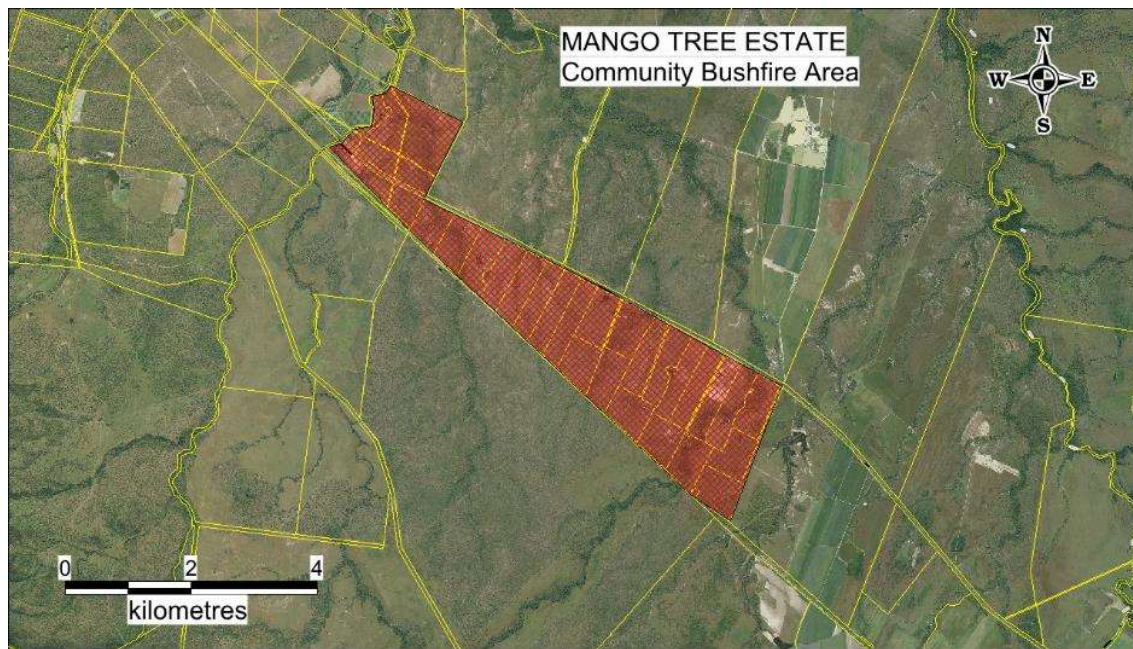 MANGO TREE ESTATE
Community Bushfire Area
N
W E
S
0 2 4
kilometres